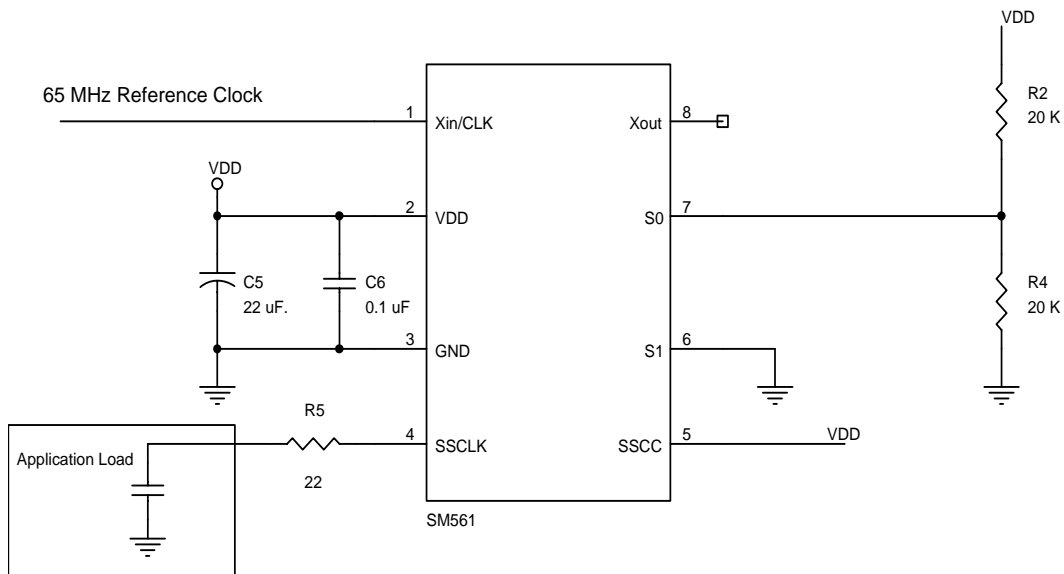 VDD
65 MHz Reference Clock
R2
20 K
1
Xin/CLK
Xout
8
VDD
2
VDD
S0
7
C5
22 uF.
C6
0.1 uF
R4
20 K
3
GND
S1
6
R5
22
4
SSCLK
SSCC
5
VDD
Application Load
SM561